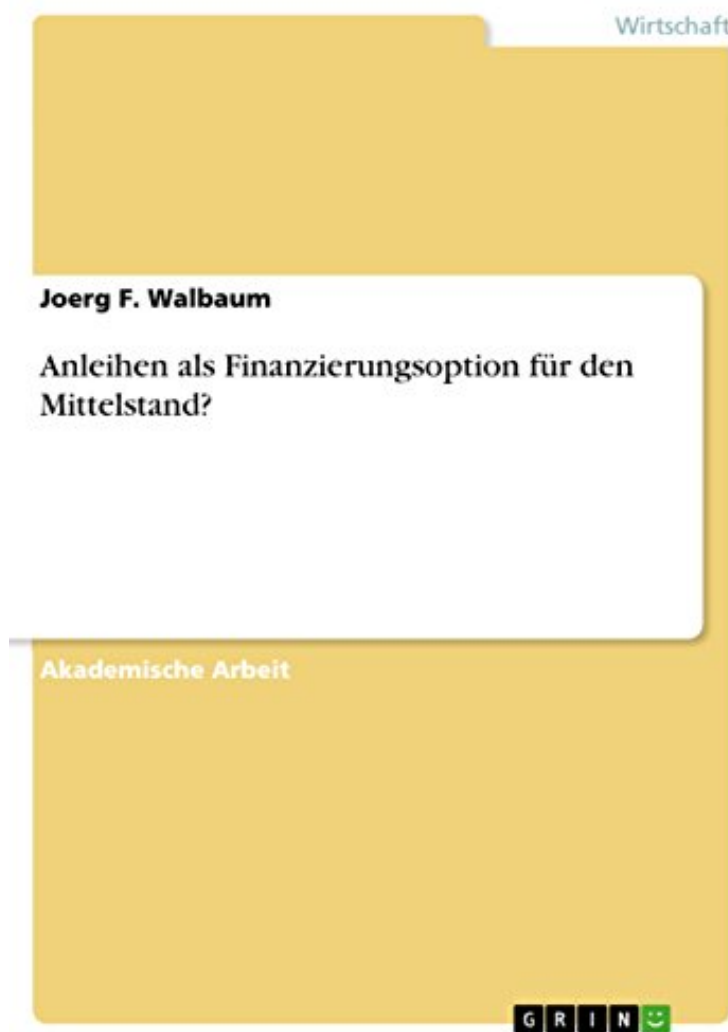 Wirtschaft
Joerg F. Walbaum
Anleihen als Finanzierungsoption für den
Mittelstand?
Akademische Arbeit
GRIN